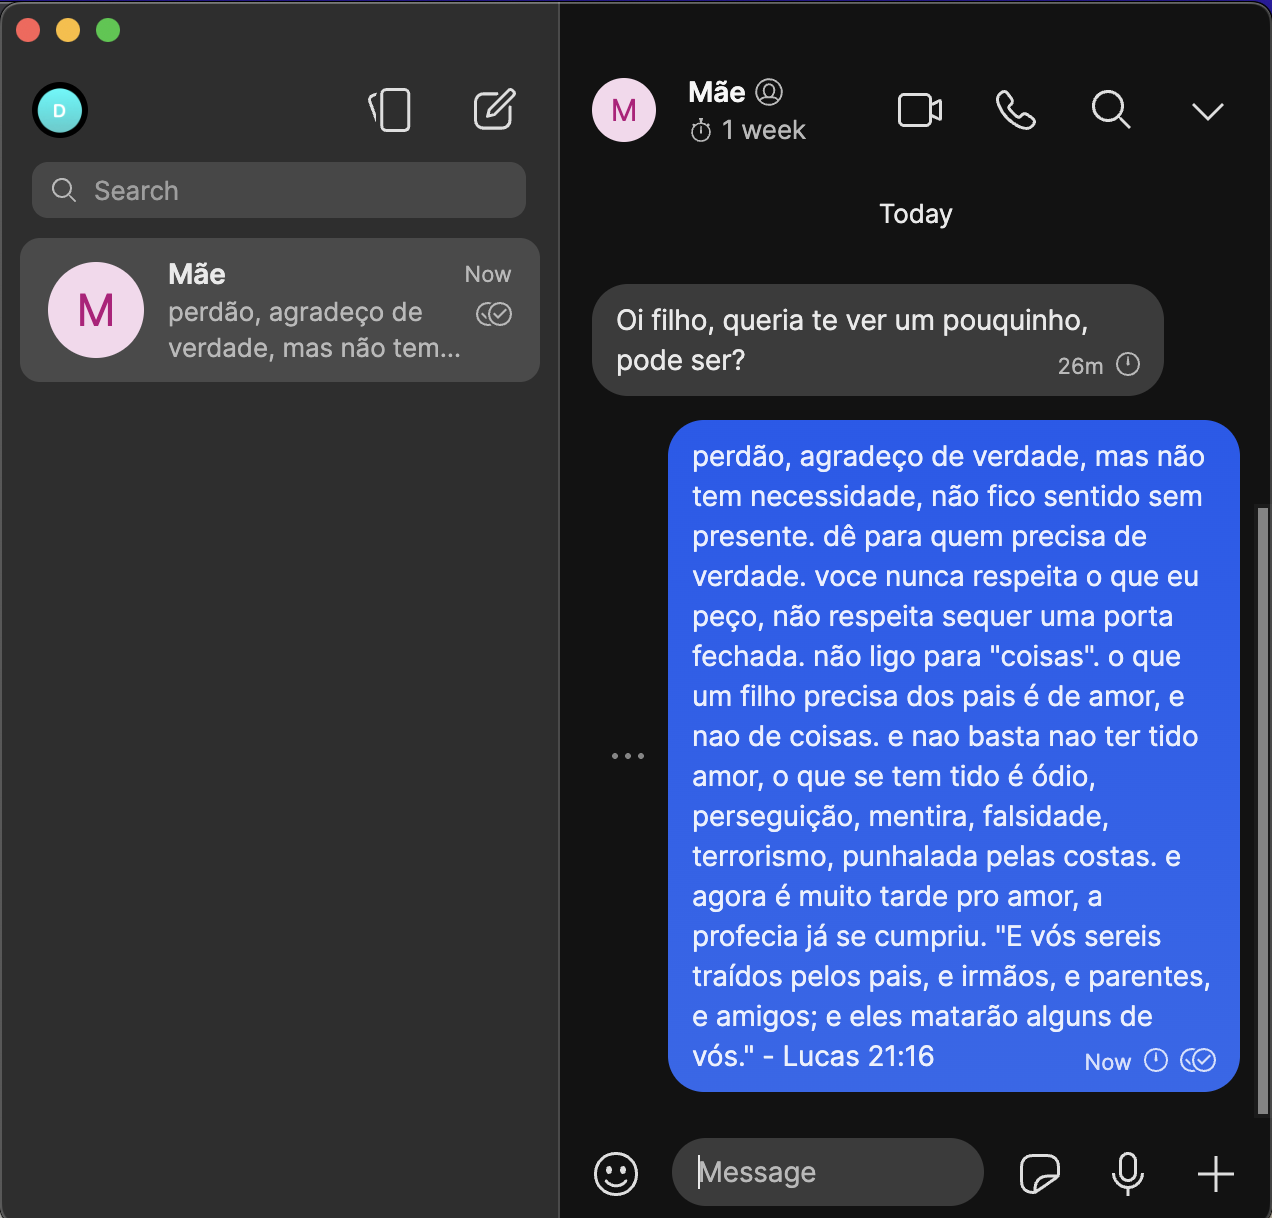 D
Search
Mãe
Now
M
perdão, agradeço de
verdade, mas não tem...
M
Mãe
1 week
Today
Oi filho, queria te ver um pouquinho,
pode ser?
26m
perdão, agradeço de verdade, mas não
tem necessidade, não fico sentido sem
presente. dê para quem precisa de
verdade. voce nunca respeita o que eu
peço, não respeita sequer uma porta
fechada. não ligo para "coisas". o que
um filho precisa dos pais é de amor, e
nao de coisas. e nao basta nao ter tido
amor, o que se tem tido é ódio,
perseguição, mentira, falsidade,
terrorismo, punhalada pelas costas. e
agora é muito tarde pro amor, a
profecia já se cumpriu. "E vós sereis
traídos pelos pais, e irmãos, e parentes,
e amigos; e eles matarão alguns de
vós." - Lucas 21:16
Now
Message